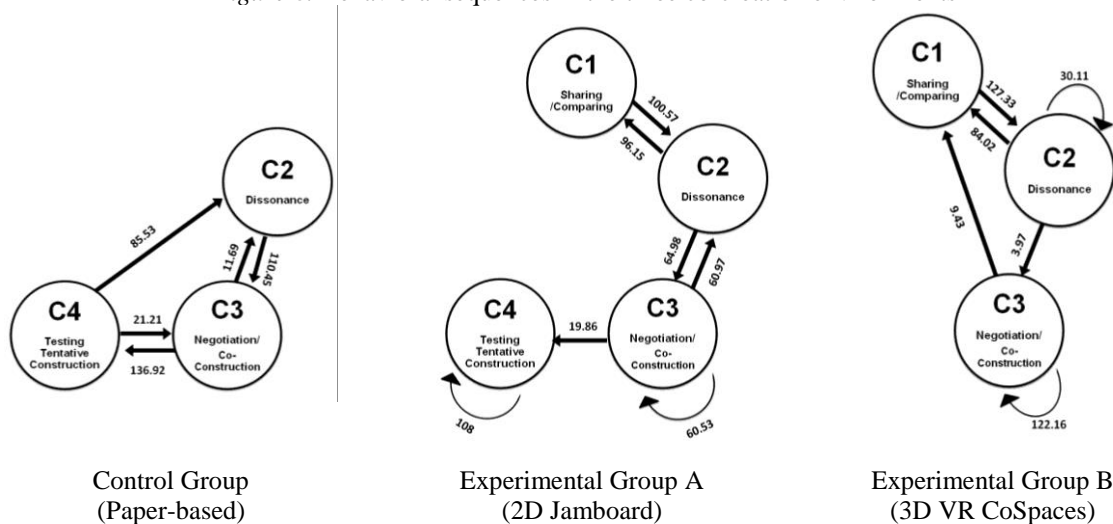 C2
Dissonance
85.53
11.69
110.45
C4
Testing
Tentative
Construction
21.21
136.92
C3
Negotiation/
Co-
Construction
C1
Sharing
/Comparing
100.57
96.15
C2
Dissonance
64.98
60.97
C4
Testing
Tentative
Construction
19.86
C3
Negotiation/
Co-
Construction
108
60.53
C1
Sharing
/Comparing
127.33
84.02
30.11
C2
Dissonance
9.43
3.97
C3
Negotiation/
Co-
Construction
122.16
Control Group
(Paper-based)
Experimental Group A
(2D Jamboard)
Experimental Group B
(3D VR CoSpaces)